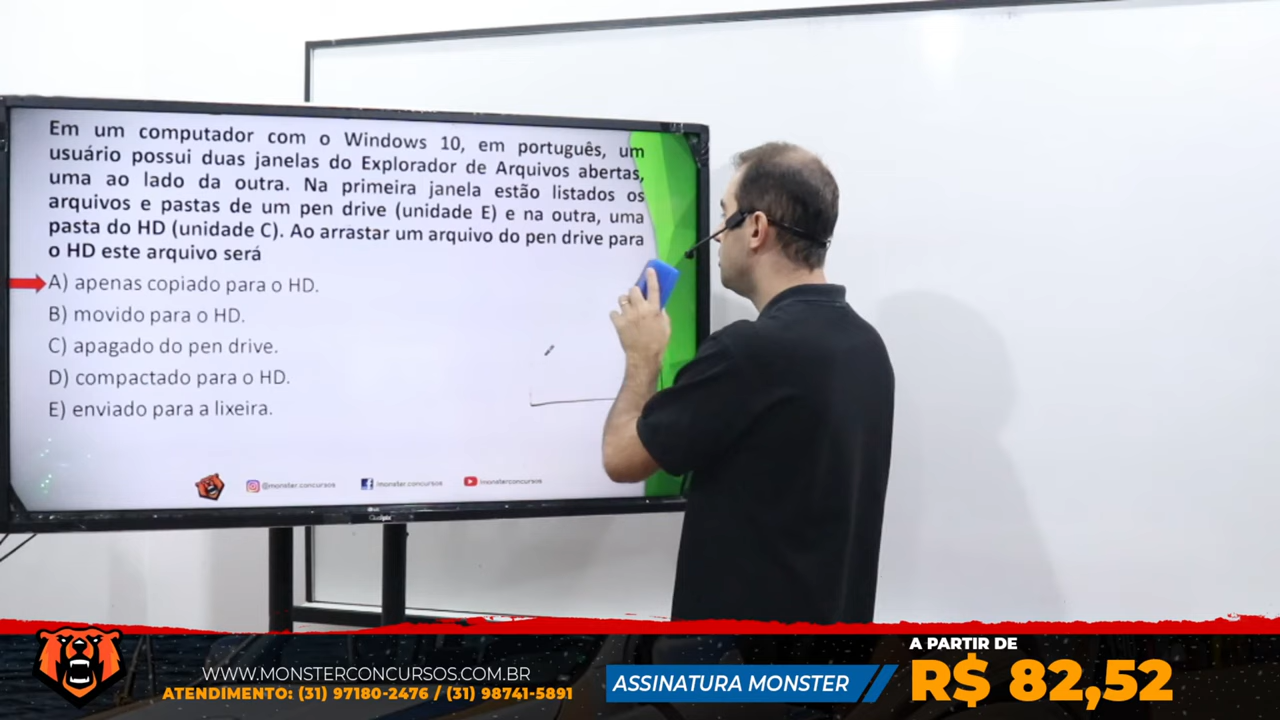 Em um computador com o Windows 10, em português, um
usuário possui duas janelas do Explorador de Arquivos abertas,
uma ao lado da outra. Na primeira janela estão listados os
arquivos e pastas de um pen drive (unidade E) e na outra, uma
pasta do HD (unidade C). Ao arrastar um arquivo do pen drive para
o HD este arquivo será
A) apenas copiado para o HD.
B) movido para o HD.
C) apagado do pen drive.
D) compactado para o HD.
E) enviado para a lixeira.
@monster.concursos
/monster.concursos
/monsterconcursos
WWW.MONSTERCONCURSOS.COM.BR
ATENDIMENTO: (31) 97180-2476 / (31) 98741-5891
ASSINATURA MONSTER
A PARTIR DE
R$ 82,52